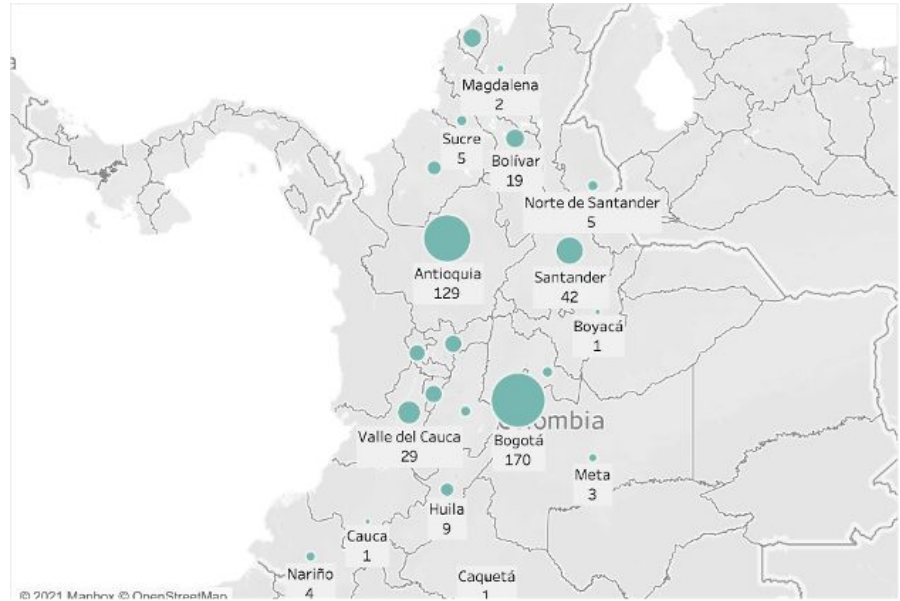 a
Magdalena
2
Sucre
5
Bolívar
19
Norte de Santander
5
Antioquia
129
Santander
42
Boyacá
1
Colombia
Valle del Cauca
29
Bogotá
170
Meta
3
Huila
9
Cauca
1
Nariño
4
Caquetá
1
© 2021 Mapbox © OpenStreetMap